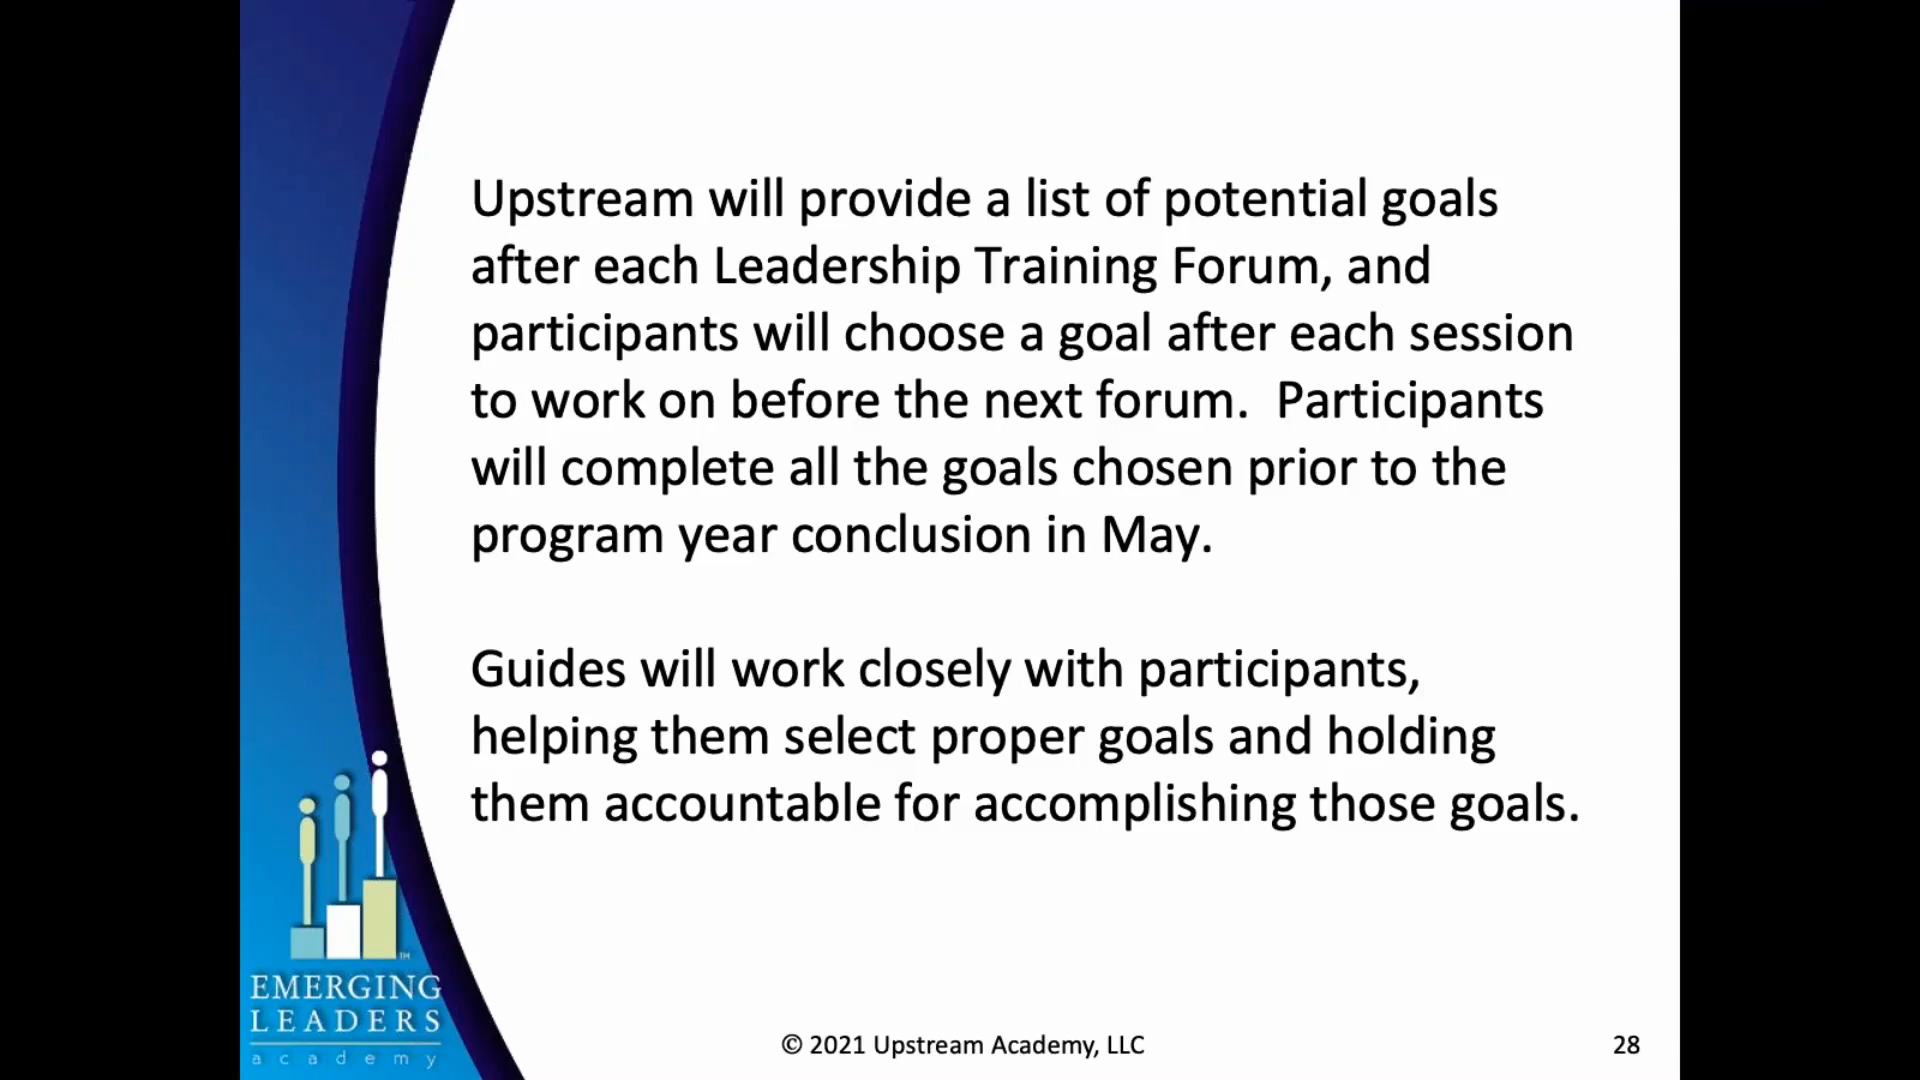 Upstream will provide a list of potential goals
after each Leadership Training Forum, and
participants will choose a goal after each session
to work on before the next forum.  Participants
will complete all the goals chosen prior to the
program year conclusion in May.
Guides will work closely with participants,
helping them select proper goals and holding
them accountable for accomplishing those goals.
TM
EMERGING
LEADERS
academy
© 2021 Upstream Academy, LLC
28